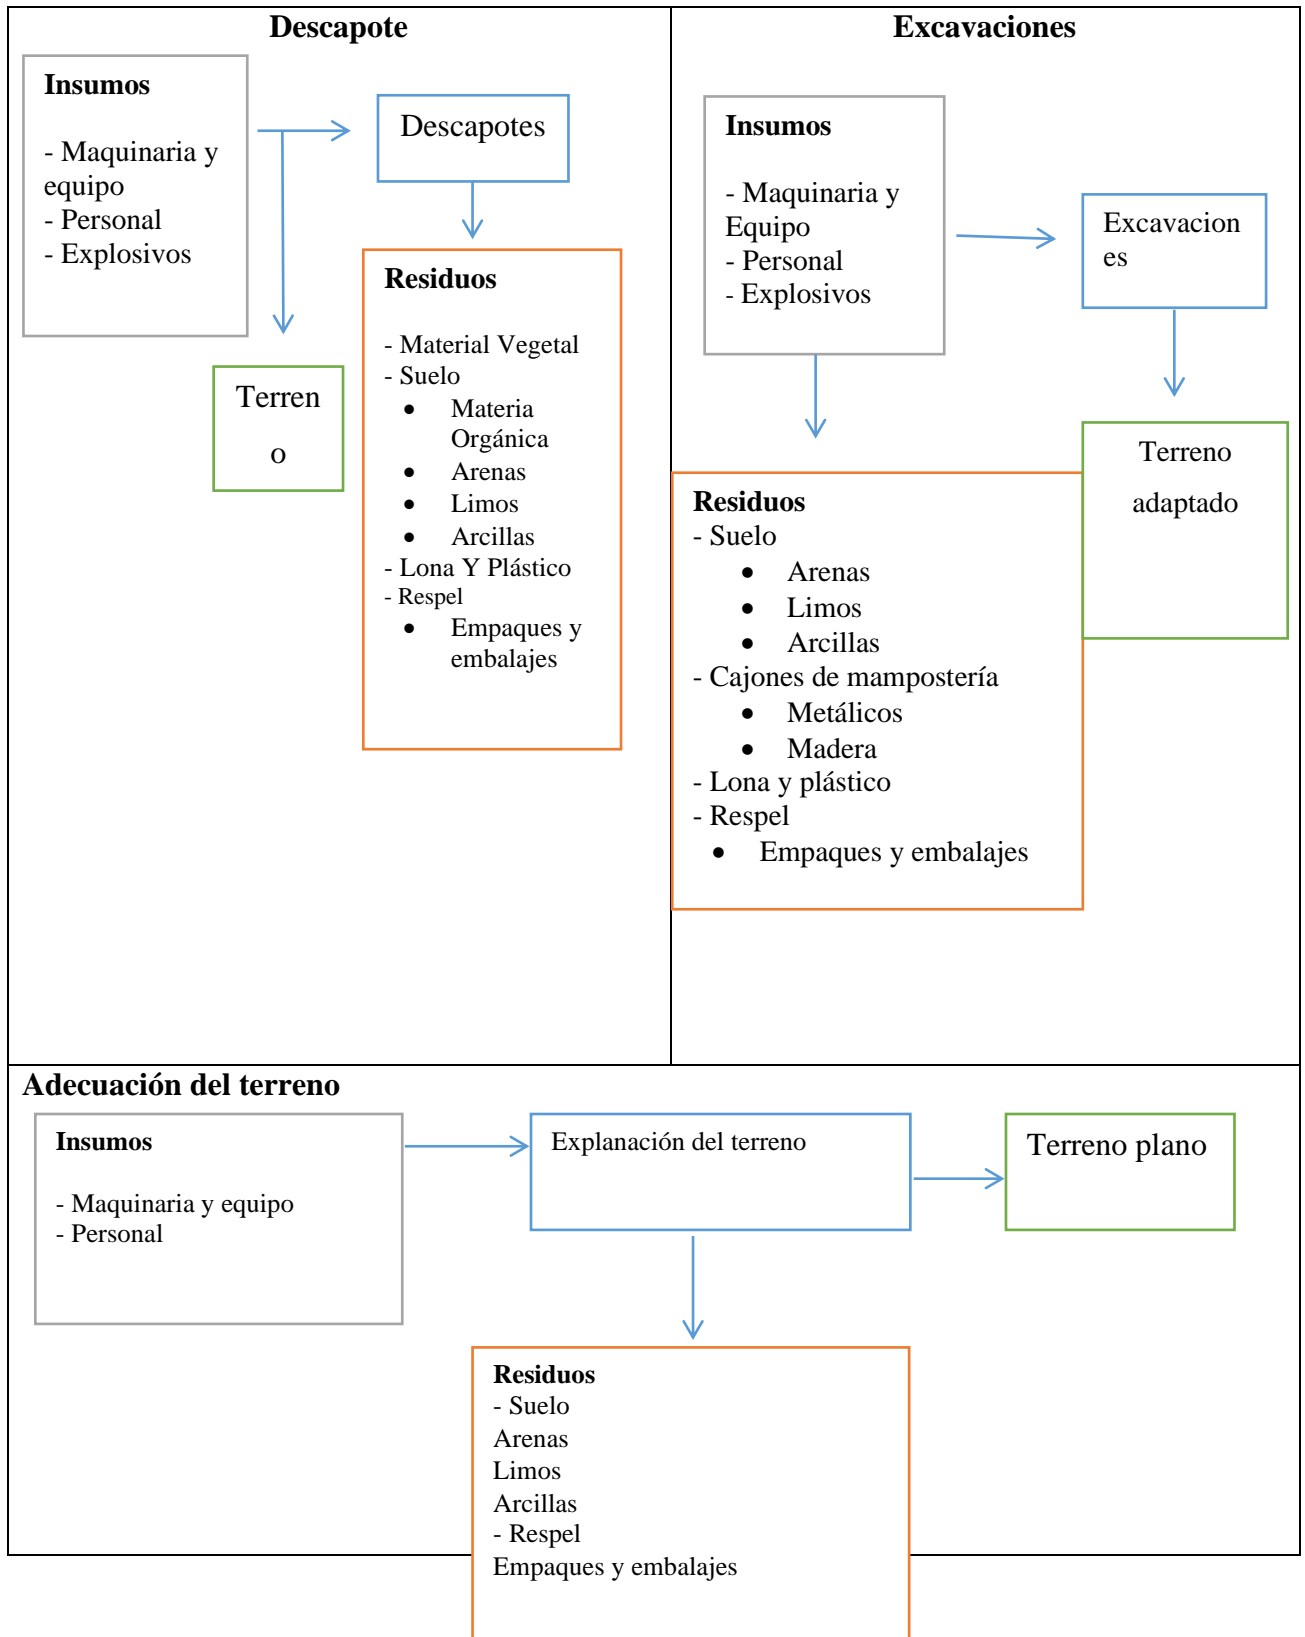 Descapote
Insumos
- Maquinaria y
equipo
- Personal
- Explosivos
Descapotes
Terren
o
Residuos
- Material Vegetal
- Suelo
• Materia
Orgánica
• Arenas
• Limos
• Arcillas
- Lona Y Plástico
- Respel
• Empaques y
embalajes
Excavaciones
Insumos
- Maquinaria y
Equipo
- Personal
- Explosivos
Excavacion
es
Terreno
adaptado
Residuos
- Suelo
• Arenas
• Limos
• Arcillas
- Cajones de mampostería
• Metálicos
• Madera
- Lona y plástico
- Respel
• Empaques y embalajes
Adecuación del terreno
Insumos
- Maquinaria y equipo
- Personal
Explanación del terreno
Terreno plano
Residuos
- Suelo
Arenas
Limos
Arcillas
- Respel
Empaques y embalajes